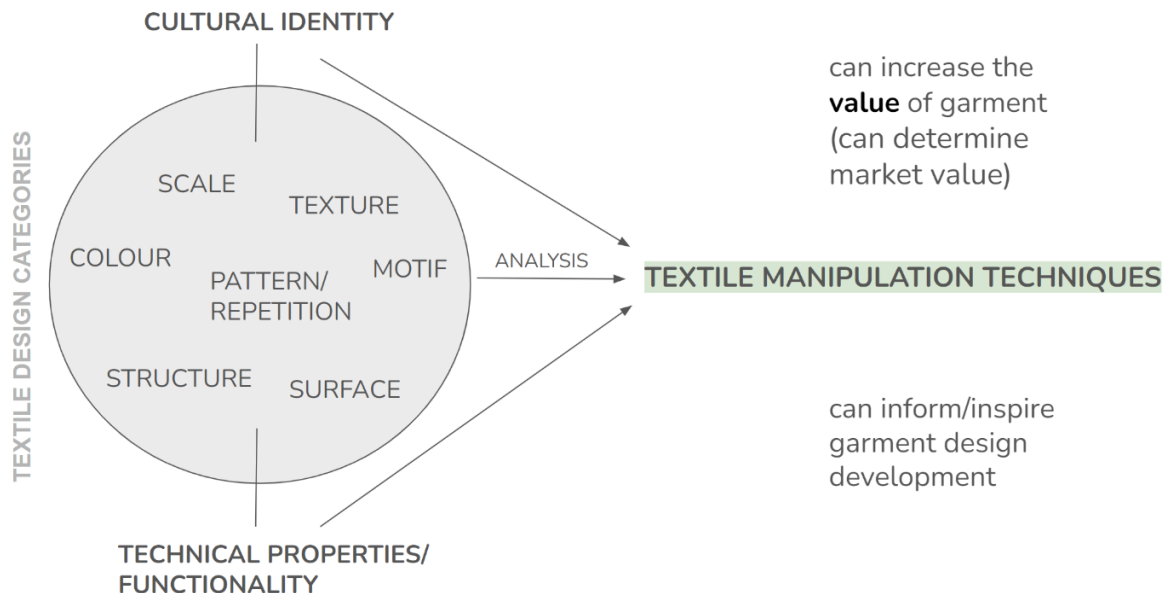 CULTURAL IDENTITY
TEXTILE DESIGN CATEGORIES
SCALE
TEXTURE
COLOUR
MOTIF
PATTERN/
REPETITION
STRUCTURE
SURFACE
TECHNICAL PROPERTIES/
FUNCTIONALITY
ANALYSIS
can increase the
value of garment
(can determine
market value)
TEXTILE MANIPULATION TECHNIQUES
can inform/inspire
garment design
development